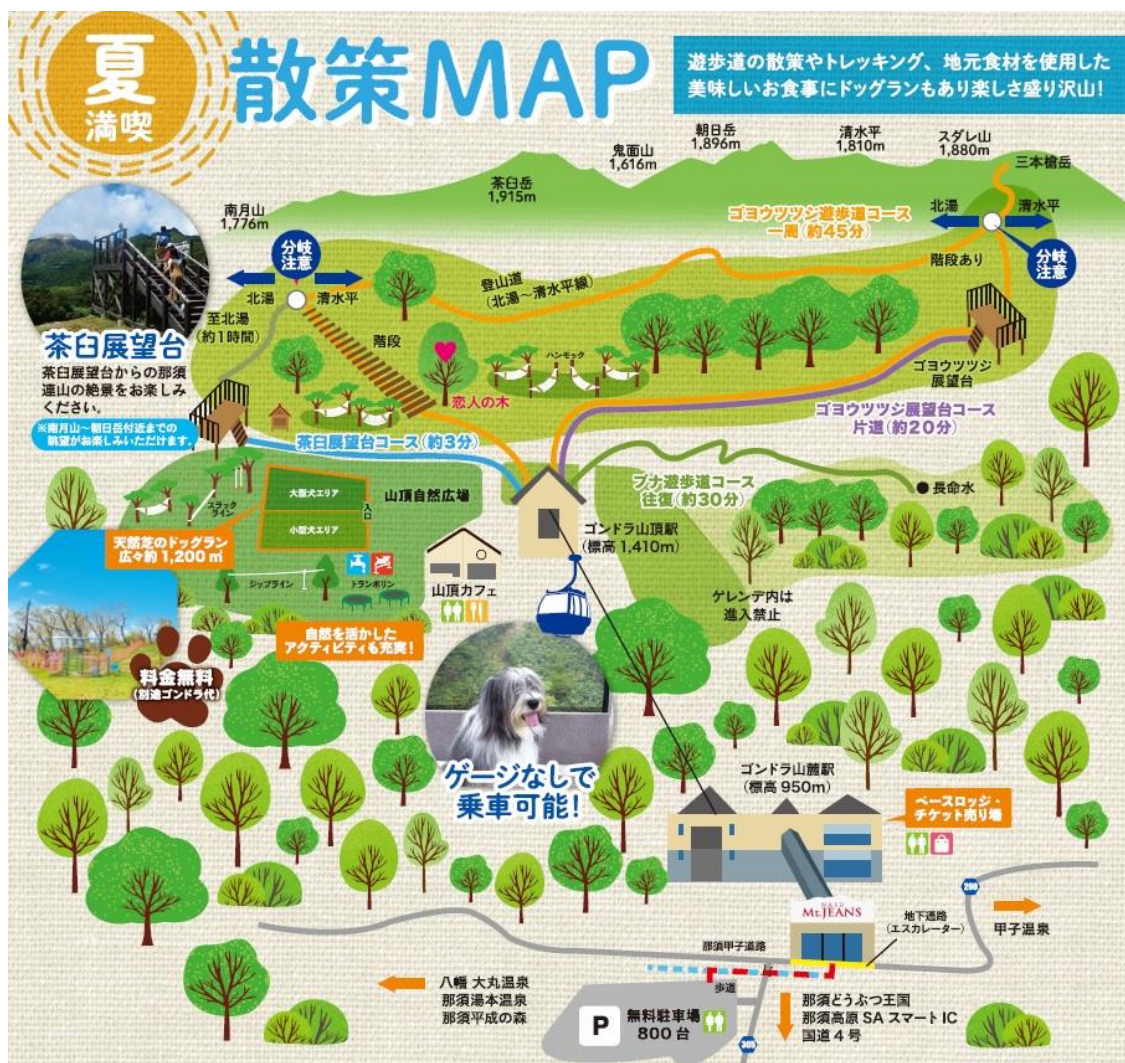 夏
満喫
散策MAP
遊歩道の散策やトレッキング、地元食材を使用した
美味しいお食事にドッグランもあり楽しさ盛り沢山!
南月山
1,776m
茶臼岳
1,915m
鬼面山
1,616m
朝日岳
1,896m
清水平
1,810m
スダレ山
1,880m
三本槍岳
北湯
清水平
分岐
注意
ゴヨウツツジ遊歩道コース
一周(約45分)
階段あり
分岐
注意
北湯
清水平
至北湯
(約1時間)
登山道
(北湯~清水平線)
階段
恋人の木
ハンモック
ゴヨウツツジ
展望台
茶臼展望台
茶臼展望台からの那須
連山の絶景をお楽しみ
ください。
※南月山~朝日岳付近までの
眺望がお楽しみいただけます。
茶臼展望台コース(約3分)
ゴヨウツツジ展望台コース
片道(約20分)
ブナ遊歩道コース
往復(約30分)
長命水
山頂自然広場
大型犬エリア
小型犬エリア
入口
スラック
ライン
天然芝のドッグラン
広々約1,200㎡
ジップライン
トランポリン
山頂カフェ
ゴンドラ山頂駅
(標高1,410m)
ゲレンデ内は
進入禁止
自然を活かした
アクティビティも充実!
料金無料
(別途ゴンドラ代)
ゲージなしで
乗車可能!
ゴンドラ山麓駅
(標高950m)
ベースロッジ・
チケット売り場
NASU
Mt.JEANS
地下通路
(エスカレーター)
290
甲子温泉
那須甲子道路
歩道
八幡 大丸温泉
那須湯本温泉
那須平成の森
P
無料駐車場
800台
305
那須どうぶつ王国
那須高原SAスマートIC
国道4号